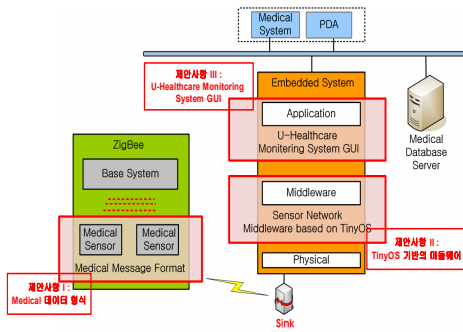 Medical
System
PDA
제안사항 III :
U-Healthcare Monitoring
System GUI
Embedded System
Application
U-Healthcare
Monitering System GUI
Medical
Database
Server
ZigBee
Base System
Middleware
Sensor Network
Middleware based on TinyOS
Medical
Sensor
Medical
Sensor
Medical Message Format
제안사항 II :
TinyOS 기반의 미들웨어
Physical
제안사항 I :
Medical 데이터 형식
Sink